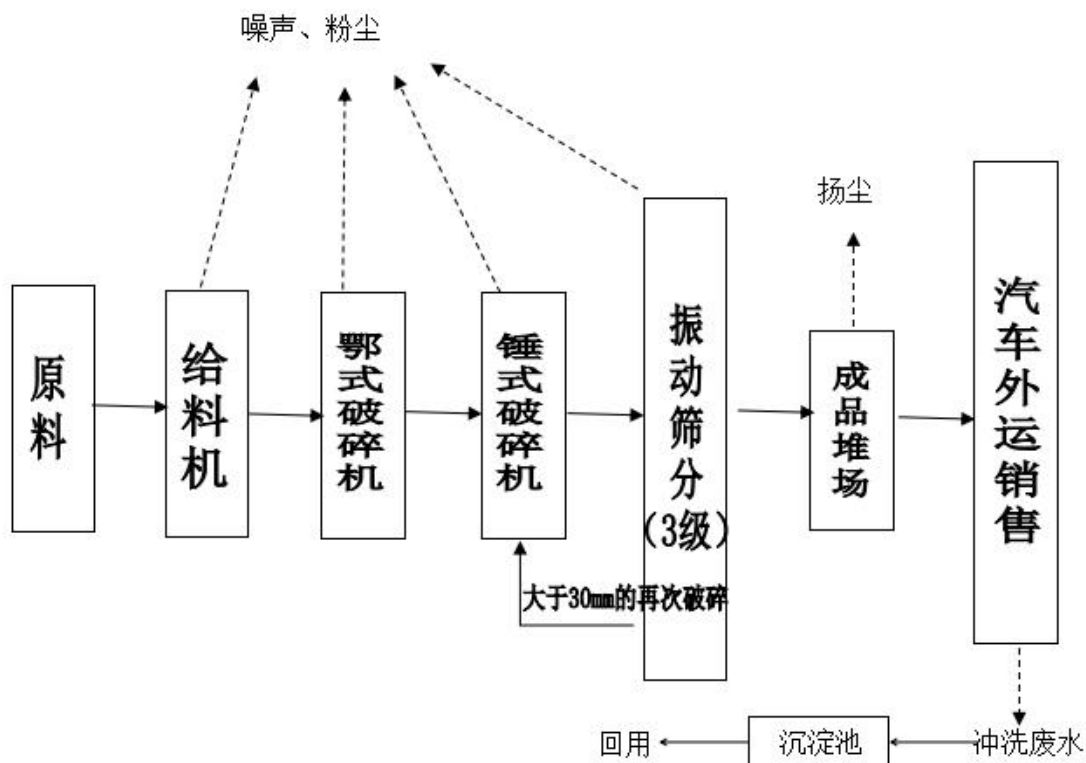 噪声、粉尘
扬尘
原料
给料机
鄂式破碎机
锤式破碎机
振动筛分
(3级)
成品堆场
汽车外运销售
大于30mm的再次破碎
回用
沉淀池
冲洗废水